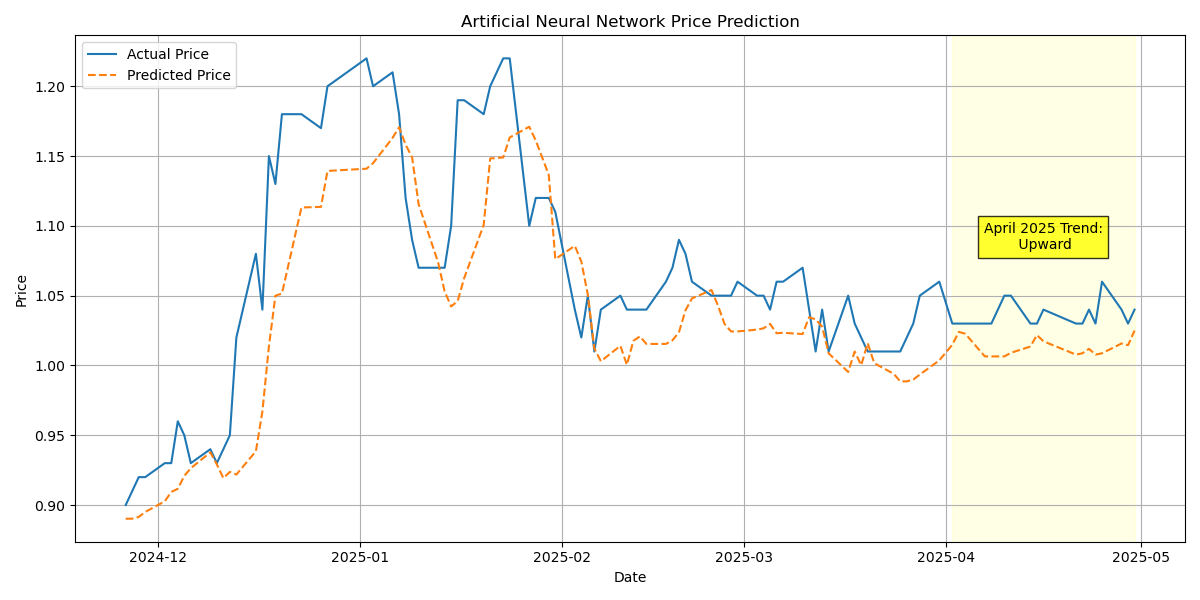 Artificial Neural Network Price Prediction
Actual Price
Predicted Price
1.20
1.15
1.10
1.05
1.00
0.95
0.90
Price
April 2025 Trend:
Upward
2024-12
2025-01
2025-02
2025-03
2025-04
2025-05
Date